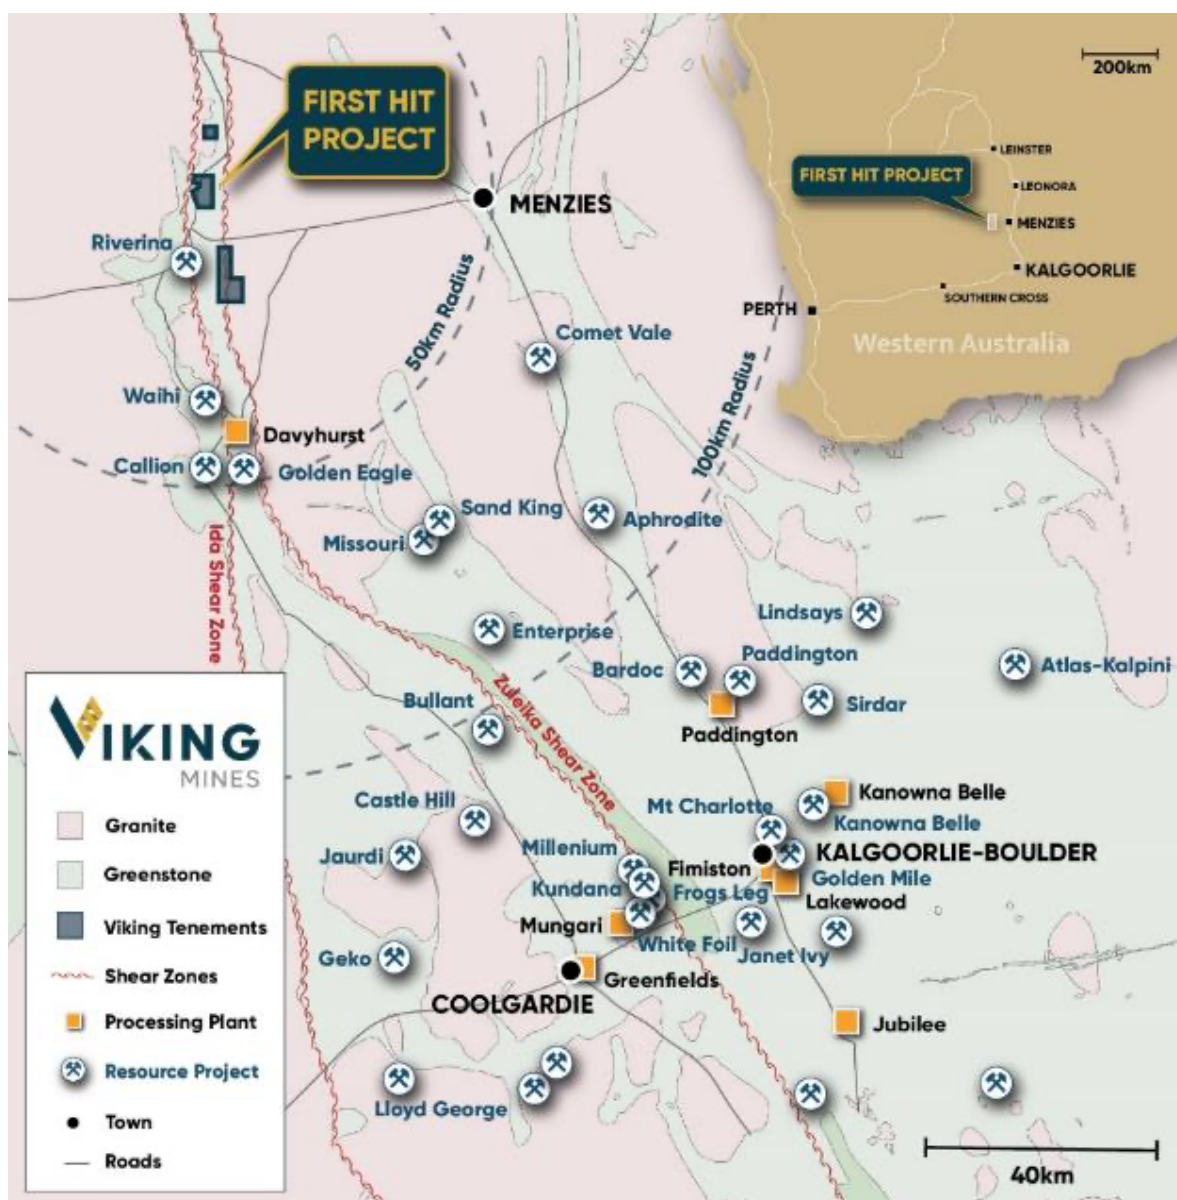 FIRST HIT
PROJECT
MENZIES
Riverina
50km Radius
Comet Vale
100km Radius
Waihi
Davyhurst
Callion
Golden Eagle
Sand King
Aphrodite
Missouri
Ida Shear Zone
Lindsays
Enterprise
Paddington
Bardoc
Atlas-Kalpini
Zuleika Shear Zone
Bullant
Sirdar
Paddington
Kanowna Belle
Castle Hill
Mt Charlotte
Kanowna Belle
Millenium
Jaurdi
KALGOORLIE-BOULDER
Fimiston
Golden Mile
Kundana
Frogs Leg
Lakewood
Mungari
White Foil
Janet Ivy
Geko
Greenfields
COOLGARDIE
Jubilee
Lloyd George
40km
200km
LEINSTER
FIRST HIT PROJECT
LEONORA
MENZIES
KALGOORLIE
SOUTHERN CROSS
PERTH
Western Australia
VIKING
MINES
Granite
Greenstone
Viking Tenements
Shear Zones
Processing Plant
Resource Project
Town
Roads